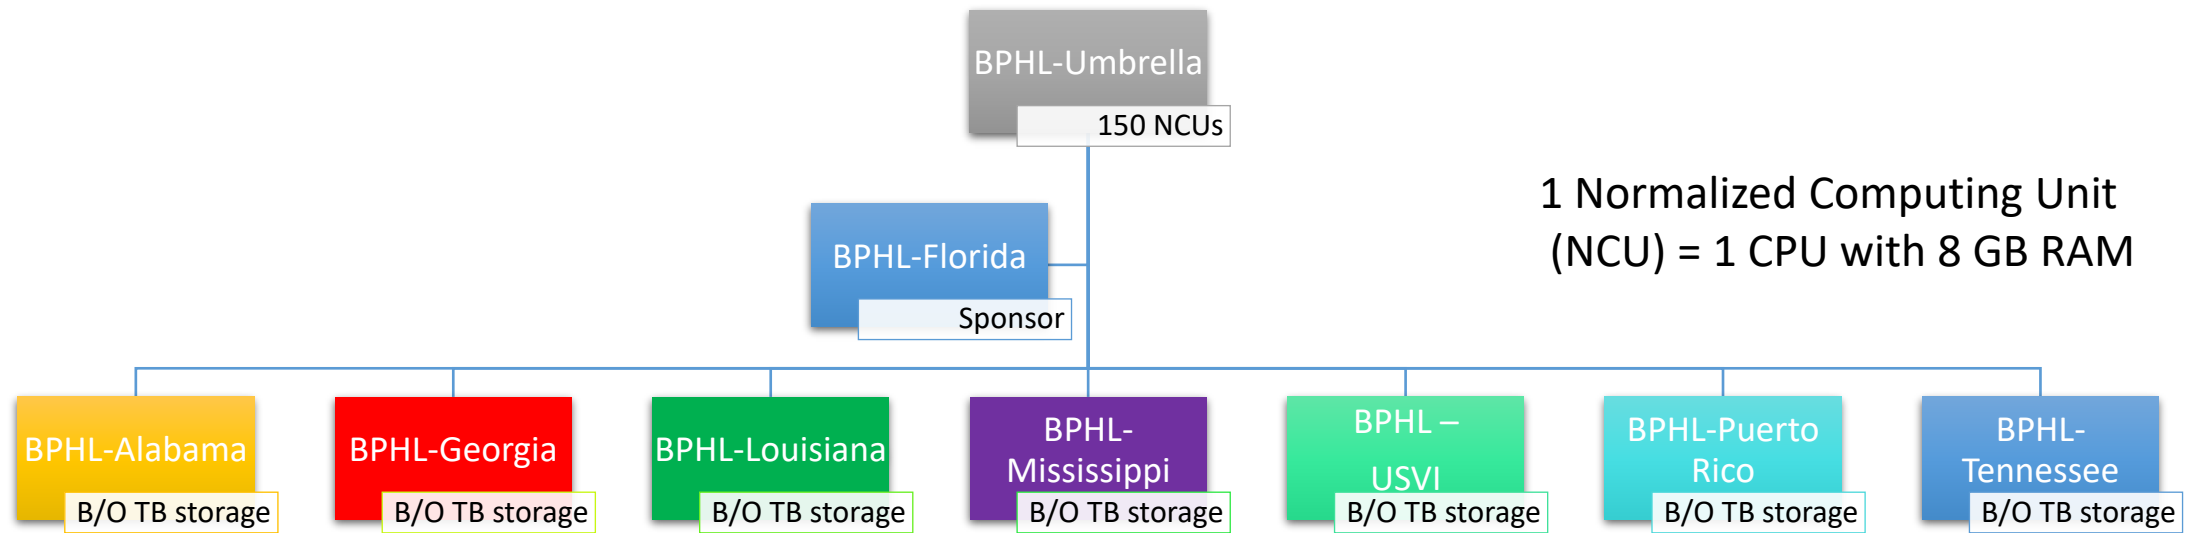 BPHL-Umbrella
150 NCUs
1 Normalized Computing Unit
(NCU) = 1 CPU with 8 GB RAM
BPHL-Florida
Sponsor
BPHL-Alabama
B/O TB storage
BPHL-Georgia
B/O TB storage
BPHL-Louisiana
B/O TB storage
BPHL-
Mississippi
B/O TB storage
BPHL –
USVI
B/O TB storage
BPHL-Puerto
Rico
B/O TB storage
BPHL-
Tennessee
B/O TB storage